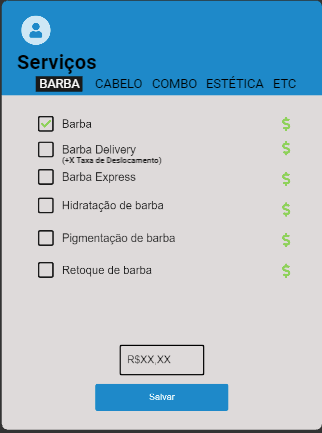 Serviços
BARBA CABELO COMBO ESTÉTICA ETC
Barba $
Barba Delivery $
(+X Taxa de Deslocamento)
Barba Express $
Hidratação de barba $
Pigmentação de barba $
Retoque de barba $
R$XX,XX
Salvar